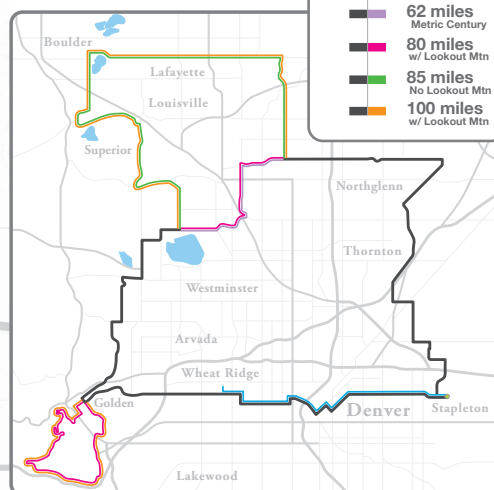 62 miles
Metric Century
80 miles
w/ Lookout Mtn
85 miles
No Lookout Mtn
100 miles
w/ Lookout Mtn
Boulder
Lafayette
Louisville
Superior
Northglenn
Thornton
Westminster
Arvada
Wheat Ridge
Golden
Denver
Stapleton
Lakewood